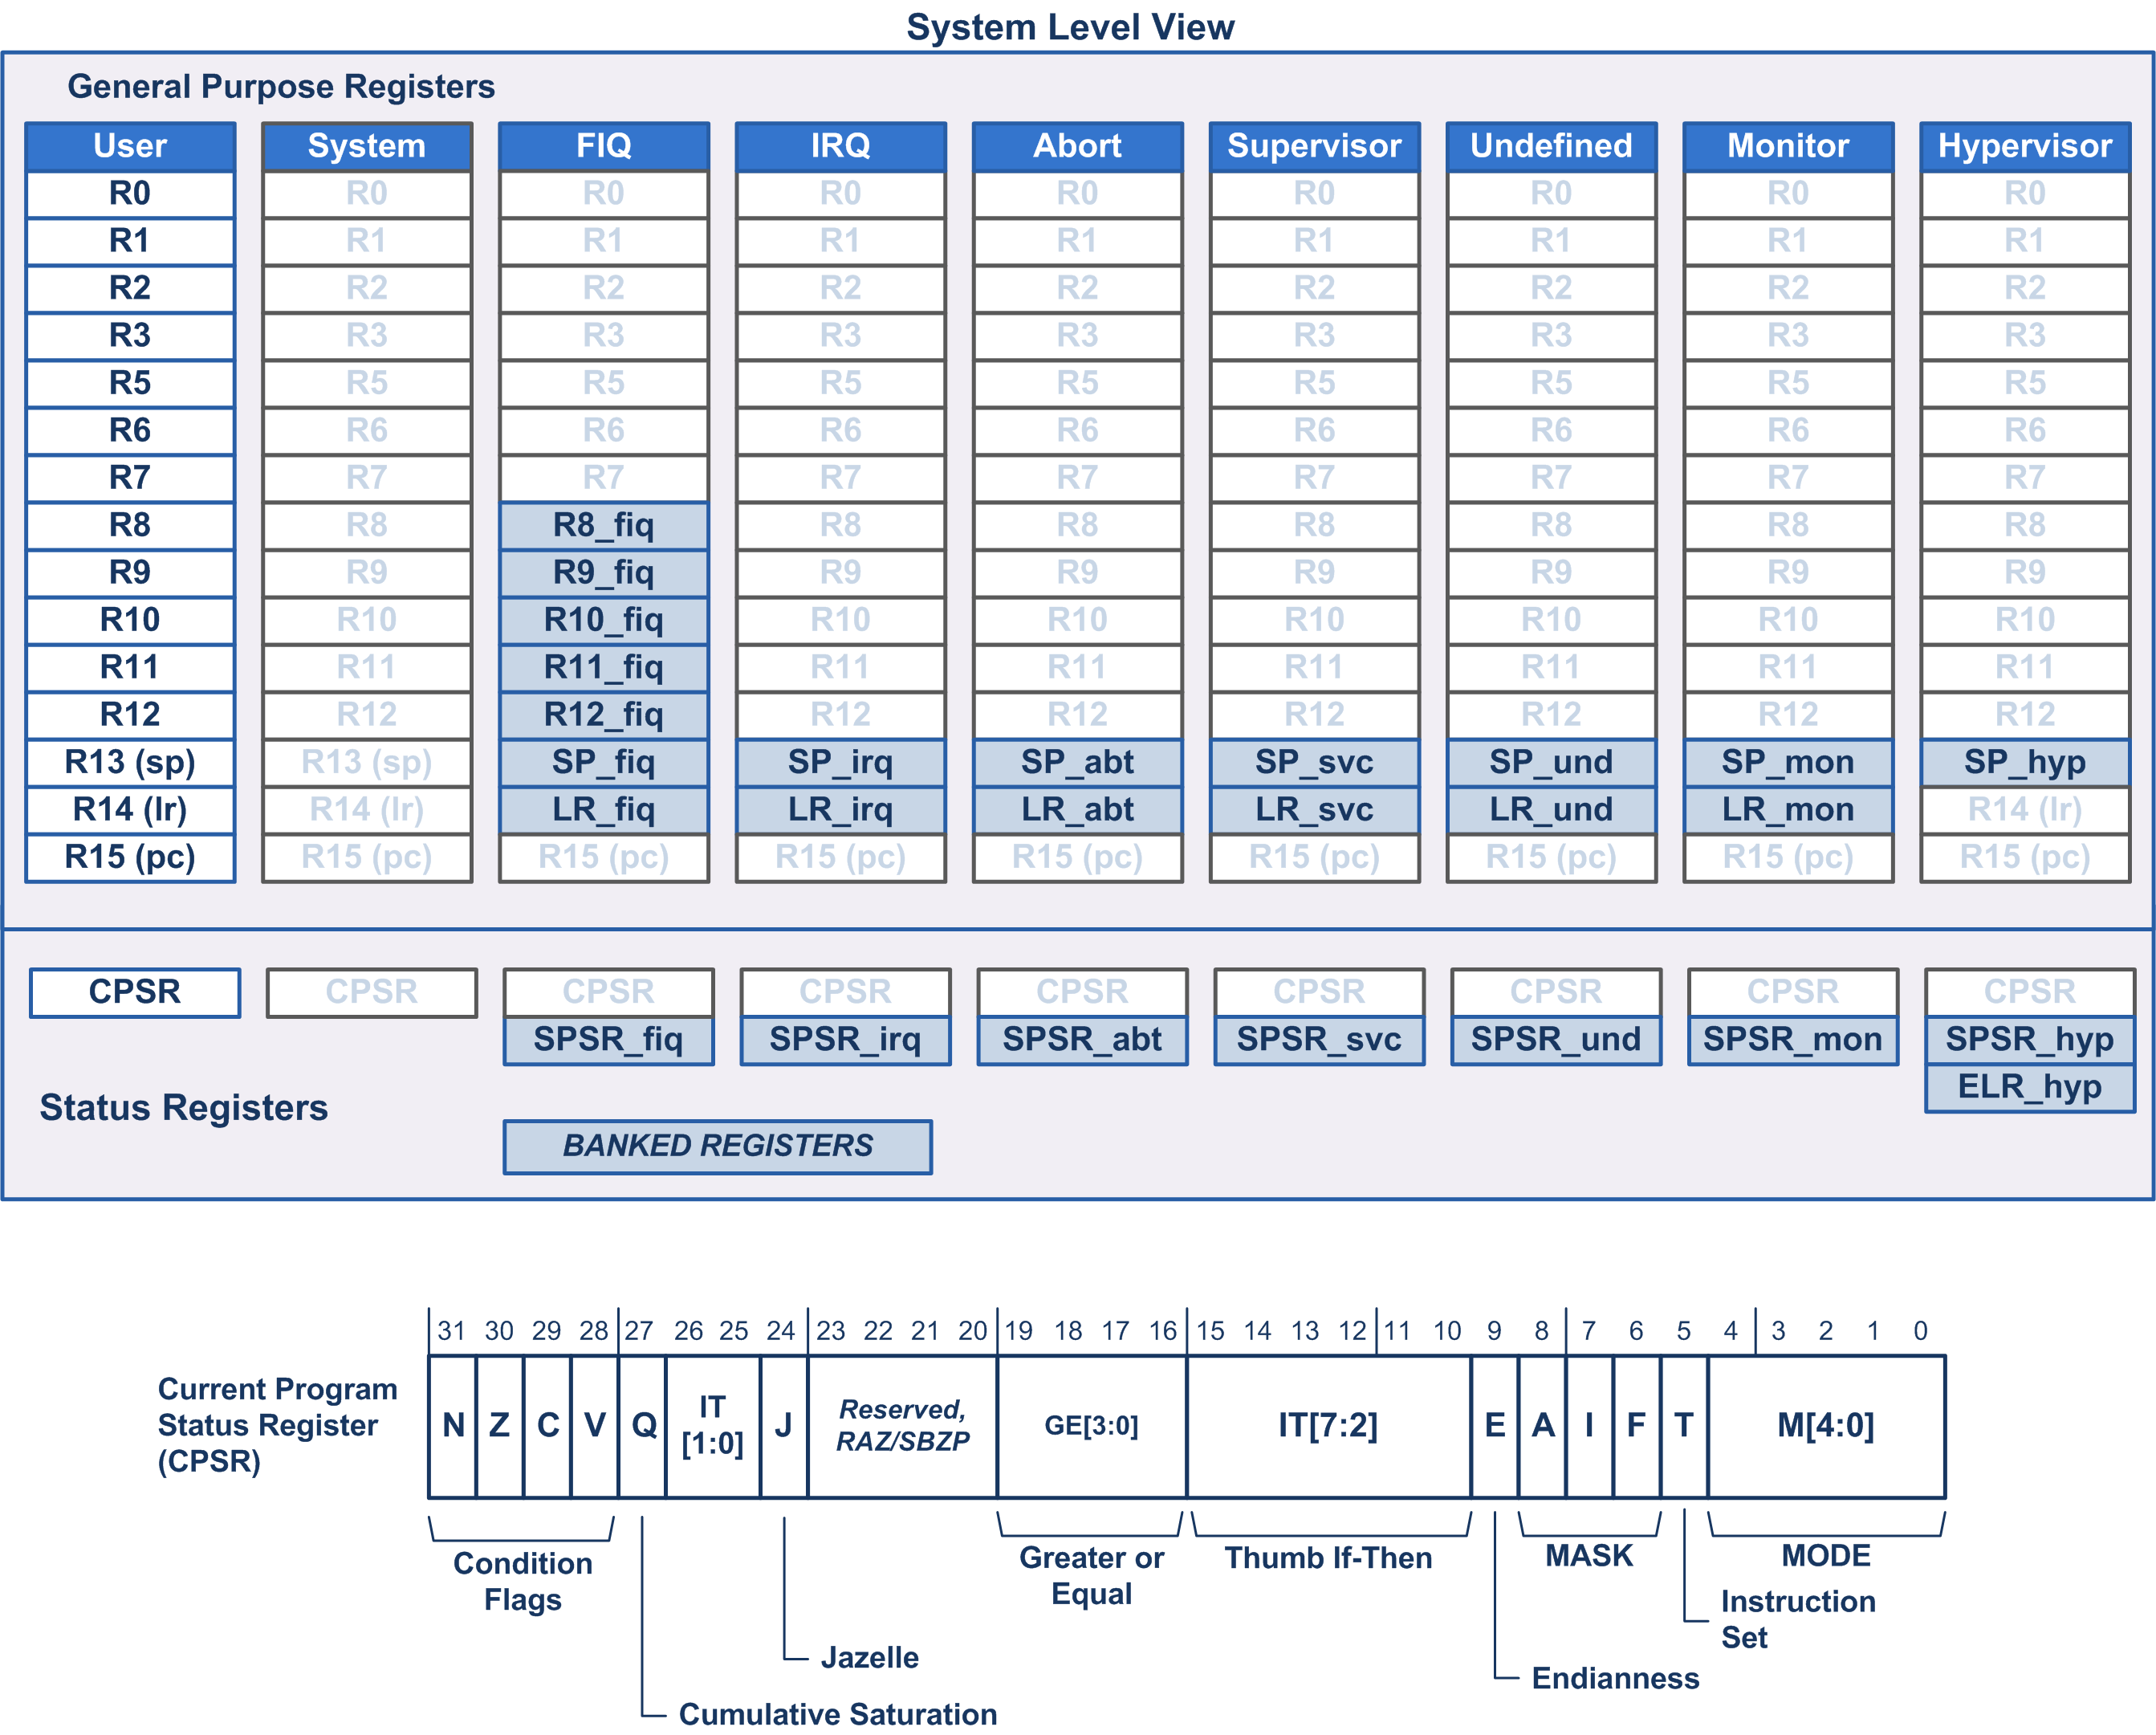 System Level View
General Purpose Registers
User System FIQ IRQ Abort Supervisor Undefined Monitor Hypervisor
R0 R0 R0 R0 R0 R0 R0 R0 R0
R1 R1 R1 R1 R1 R1 R1 R1 R1
R2 R2 R2 R2 R2 R2 R2 R2 R2
R3 R3 R3 R3 R3 R3 R3 R3 R3
R5 R5 R5 R5 R5 R5 R5 R5 R5
R6 R6 R6 R6 R6 R6 R6 R6 R6
R7 R7 R7 R7 R7 R7 R7 R7 R7
R8 R8 R8_fiq R8 R8 R8 R8 R8 R8
R9 R9 R9_fiq R9 R9 R9 R9 R9 R9
R10 R10 R10_fiq R10 R10 R10 R10 R10 R10
R11 R11 R11_fiq R11 R11 R11 R11 R11 R11
R12 R12 R12_fiq R12 R12 R12 R12 R12 R12
R13 (sp) R13 (sp) SP_fiq SP_irq SP_abt SP_svc SP_und SP_mon SP_hyp
R14 (lr) R14 (lr) LR_fiq LR_irq LR_abt LR_svc LR_und LR_mon R14 (lr)
R15 (pc) R15 (pc) R15 (pc) R15 (pc) R15 (pc) R15 (pc) R15 (pc) R15 (pc) R15 (pc)
CPSR CPSR CPSR CPSR CPSR CPSR CPSR CPSR CPSR
SPSR_fiq SPSR_irq SPSR_abt SPSR_svc SPSR_und SPSR_mon SPSR_hyp
ELR_hyp
Status Registers
BANKED REGISTERS
31 30 29 28 27 26 25 24 23 22 21 20 19 18 17 16 15 14 13 12 11 10 9 8 7 6 5 4 3 2 1 0
Current Program
Status Register
(CPSR)
N Z C V Q IT
[1:0] J Reserved,
RAZ/SBZP GE[3:0] IT[7:2] E A I F T M[4:0]
Condition
Flags
Greater or
Equal
Thumb If-Then
MASK
MODE
Instruction
Set
Jazelle
Endianness
Cumulative Saturation